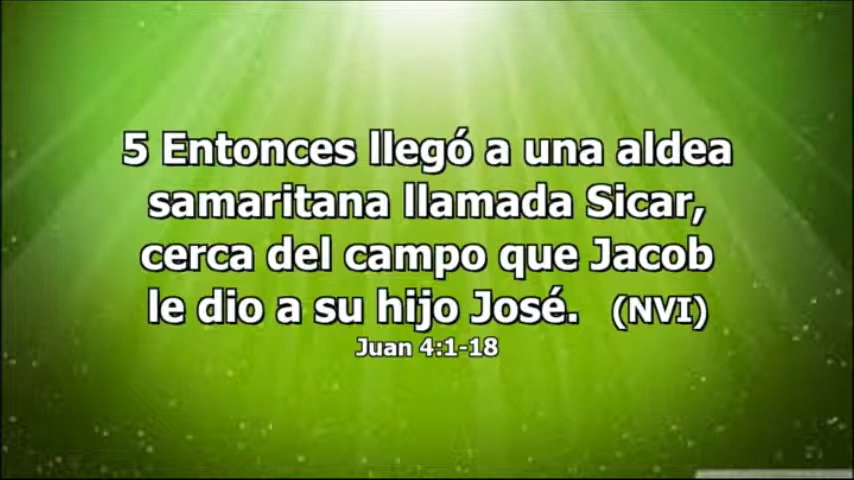 5 Entonces llegó a una aldea
samaritana llamada Sicar,
cerca del campo que Jacob
le dio a su hijo José. (NVI)
Juan 4:1-18